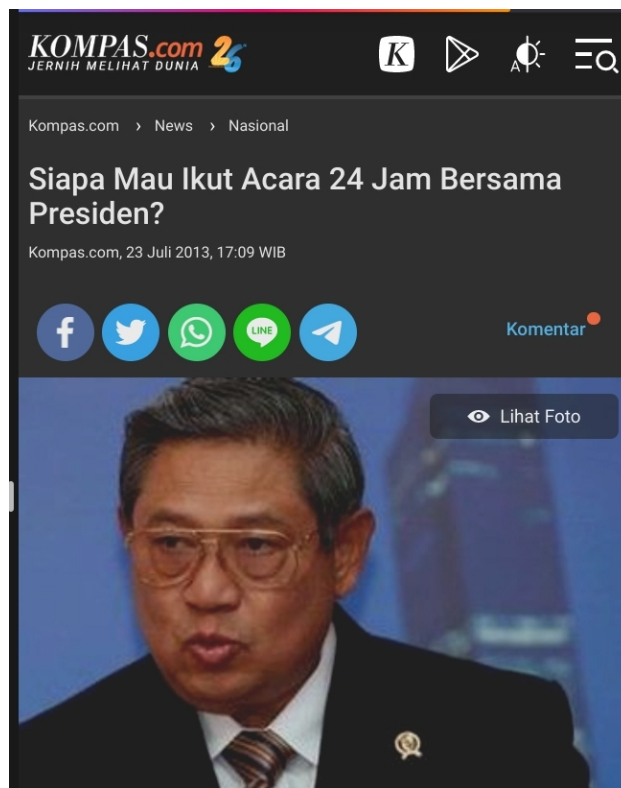 KOMPAS.com 26
JERNIH MELIHAT DUNIA
K
A
Kompas.com › News › Nasional
Siapa Mau Ikut Acara 24 Jam Bersama
Presiden?
Kompas.com, 23 Juli 2013, 17:09 WIB
LINE
Komentar
Lihat Foto